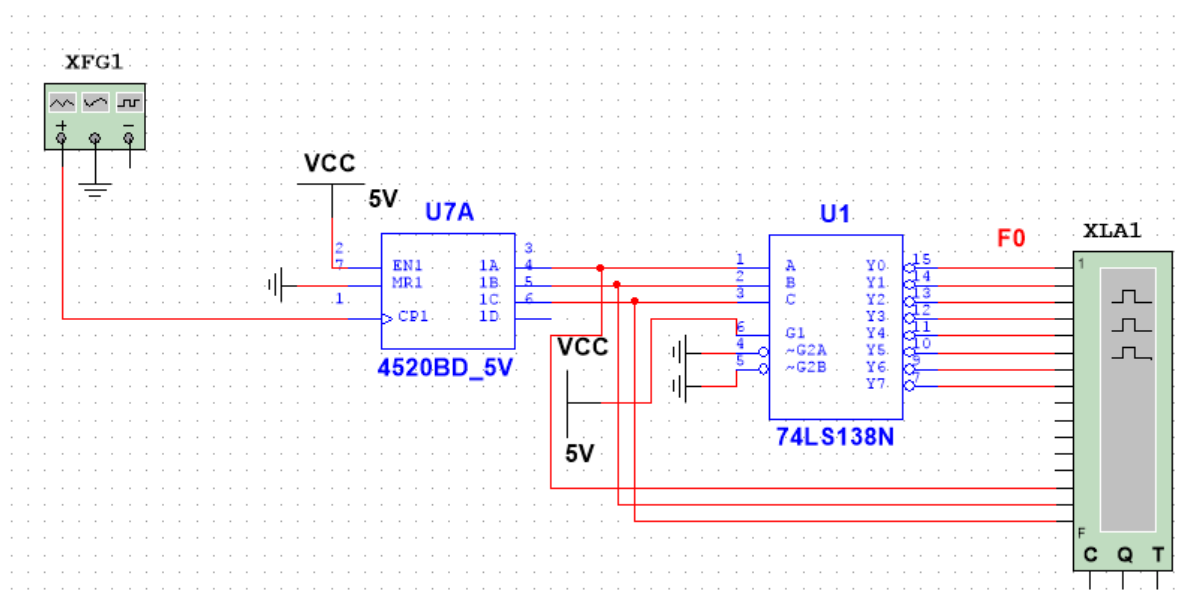 XFG1
+ −
VCC
5V
U7A
2
7
1
EN1
MR1
CP1
1A
1B
1C
1D
3
4
5
6
4520BD_5V
VCC
5V
U1
1
2
3
6
4
5
A
B
C
G1
~G2A
~G2B
Y0
Y1
Y2
Y3
Y4
Y5
Y6
Y7
15
14
13
12
11
10
9
7
74LS138N
F0
XLA1
1
F
C Q T